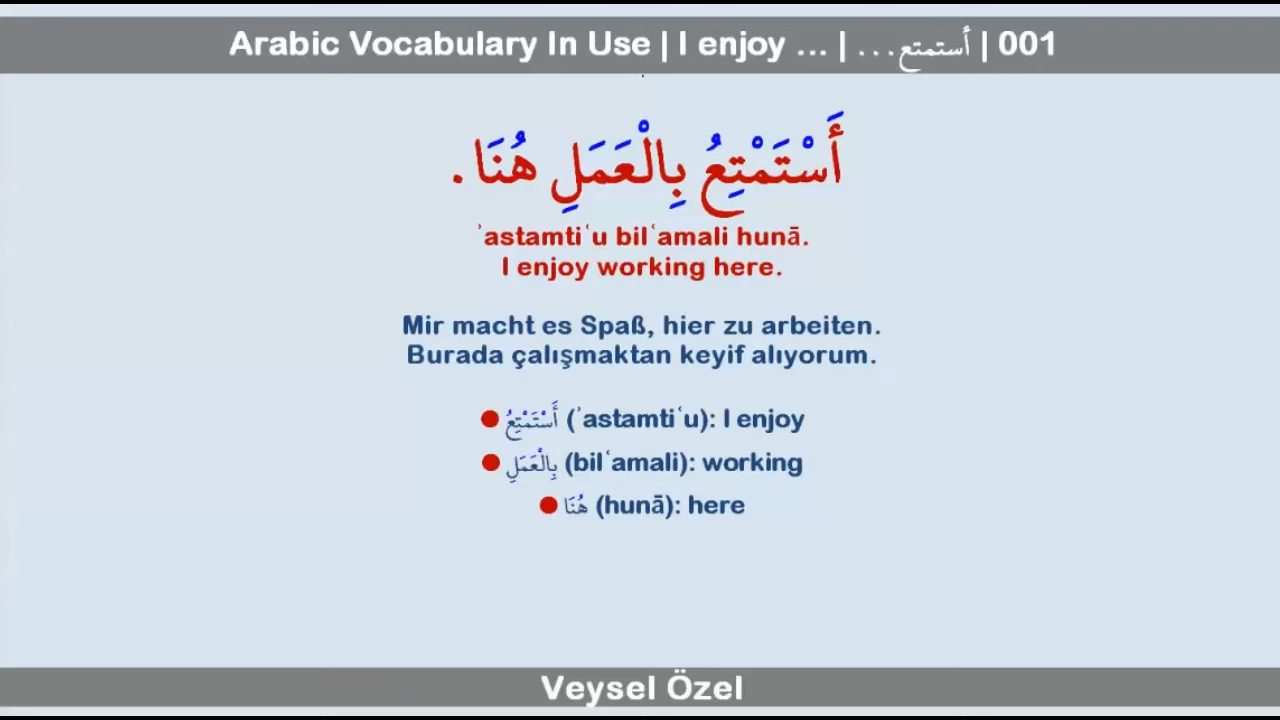 Arabic Vocabulary In Use | I enjoy ... | أستمتع... | 001
أَسْتَمْتِعُ بِالْعَمَلِ هُنَا.
ʾastamtiʿu bilʿamali hunā.
I enjoy working here.
Mir macht es Spaß, hier zu arbeiten.
Burada çalışmaktan keyif alıyorum.
● أَسْتَمْتِعُ (ʾastamtiʿu): I enjoy
● بِالْعَمَلِ (bilʿamali): working
● هُنَا (hunā): here
Veysel Özel